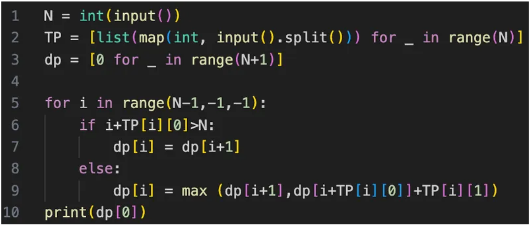 1 N = int(input())
2 TP = [list(map(int, input().split())) for _ in range(N)]
3 dp = [0 for _ in range(N+1)]
4
5 for i in range(N-1,-1,-1):
6     if i+TP[i][0]>N:
7         dp[i] = dp[i+1]
8     else:
9         dp[i] = max (dp[i+1],dp[i+TP[i][0]]+TP[i][1])
10 print(dp[0])